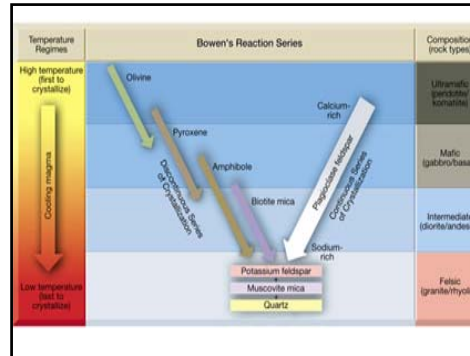 Temperature
Regimes
Bowen's Reaction Series
Composition
(rock types)
High temperature
(first to
crystallize)
Cooling magma
Low temperature
(last to
crystallize)
Olivine
Pyroxene
Amphibole
Biotite mica
Discontinuous Series
of Crystallization
Calcium-
rich
Plagioclase feldspar
Continuous Series
of Crystallization
Sodium-
rich
Potassium feldspar
+
Muscovite mica
+
Quartz
Ultramafic
(peridotite/
komatiite)
Mafic
(gabbro/basa
Intermediate
(diorite/andes
Felsic
(granite/rhyol